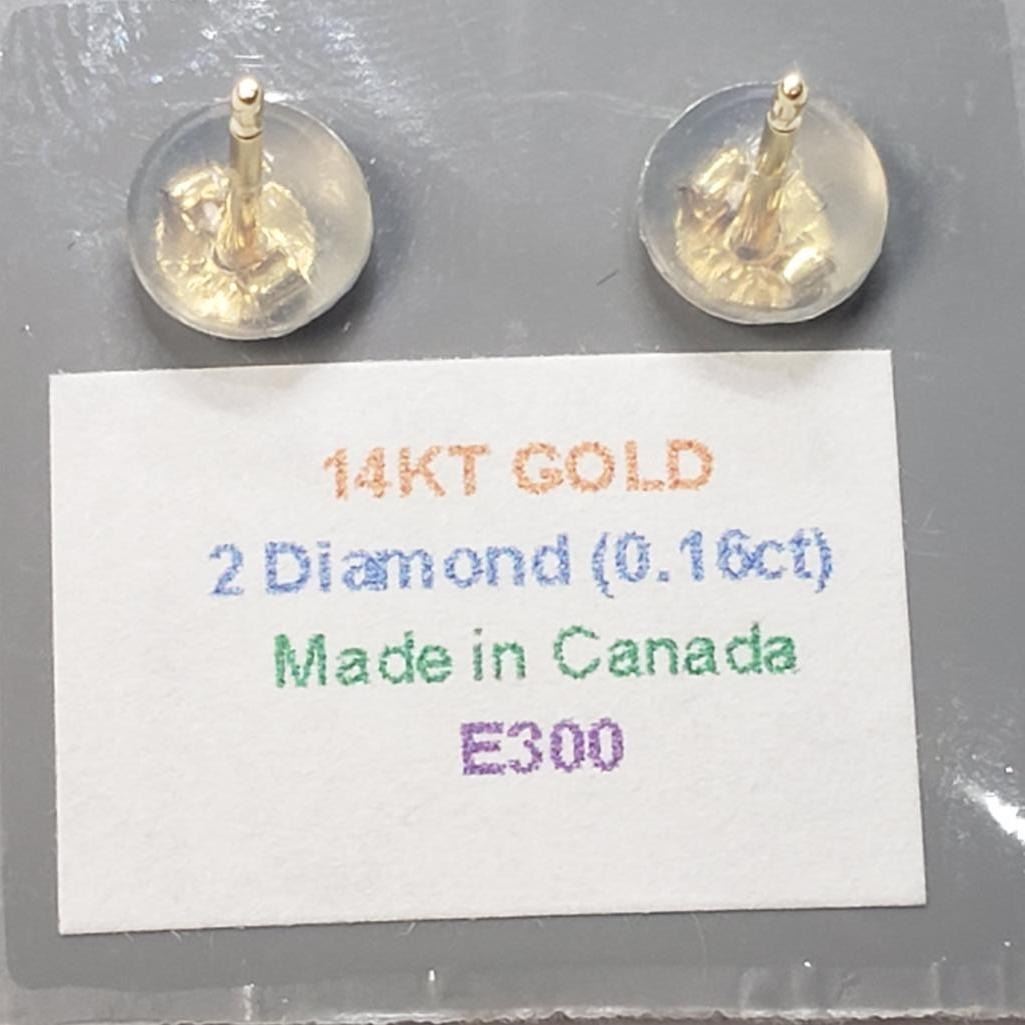 14KT GOLD
2 Diamond (0.16ct)
Made in Canada
E300